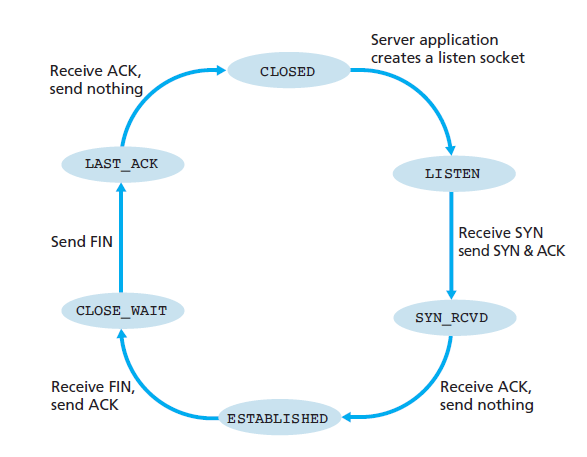 Server application
creates a listen socket
Receive ACK,
send nothing
CLOSED
LAST_ACK
LISTEN
Send FIN
Receive SYN
send SYN & ACK
CLOSE_WAIT
SYN_RCVD
Receive FIN,
send ACK
Receive ACK,
send nothing
ESTABLISHED